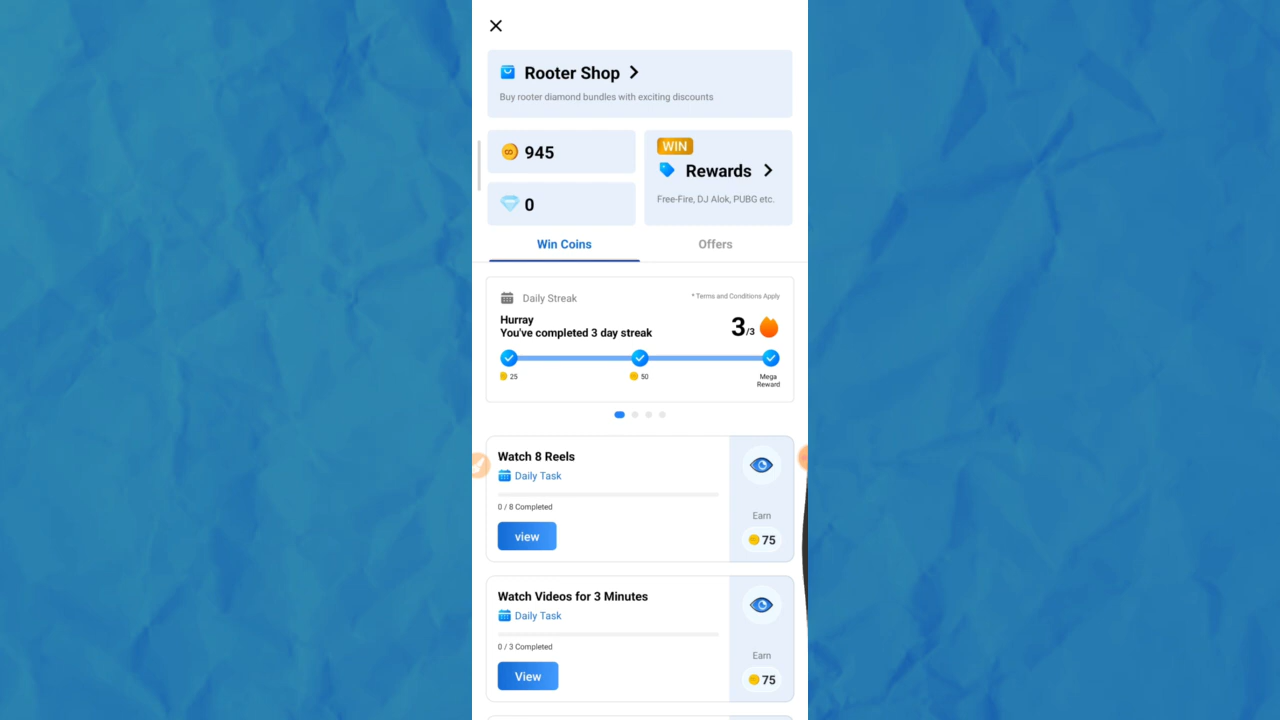 Rooter Shop
Buy rooter diamond bundles with exciting discounts
945
0
WIN
Rewards
Free-Fire, DJ Alok, PUBG etc.
Win Coins
Offers
Daily Streak
* Terms and Conditions Apply
Hurray
You've completed 3 day streak
3/3
25
50
Mega
Reward
Watch 8 Reels
Daily Task
0 / 8 Completed
view
Earn
75
Watch Videos for 3 Minutes
Daily Task
0 / 3 Completed
View
Earn
75